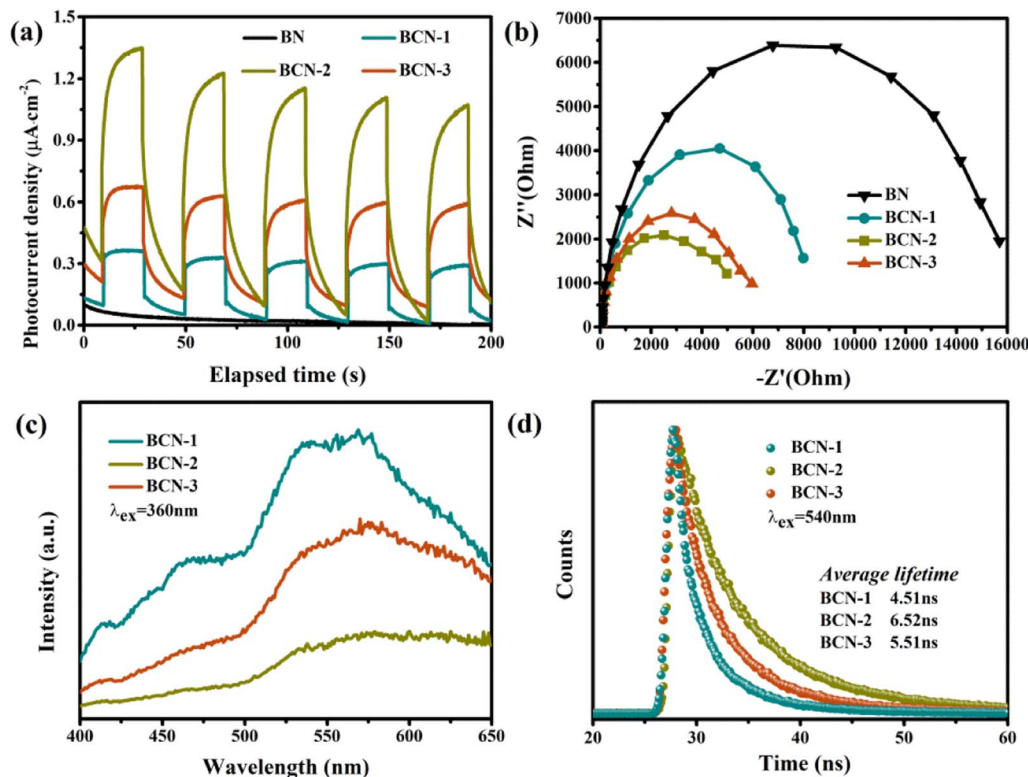 (a)
BN
BCN-1
BCN-2
BCN-3
Photocurrent density (μA·cm⁻²)
1.5
1.2
0.9
0.6
0.3
0.0
0
50
100
150
200
Elapsed time (s)
(b)
Z''(Ohm)
7000
6000
5000
4000
3000
2000
1000
0
BN
BCN-1
BCN-2
BCN-3
0
2000
4000
6000
8000
10000
12000
14000
16000
-Z'(Ohm)
(c)
BCN-1
BCN-2
BCN-3
λex=360nm
Intensity (a.u.)
400
450
500
550
600
650
Wavelength (nm)
(d)
BCN-1
BCN-2
BCN-3
λex=540nm
Average lifetime
BCN-1 4.51ns
BCN-2 6.52ns
BCN-3 5.51ns
Counts
20
30
40
50
60
Time (ns)